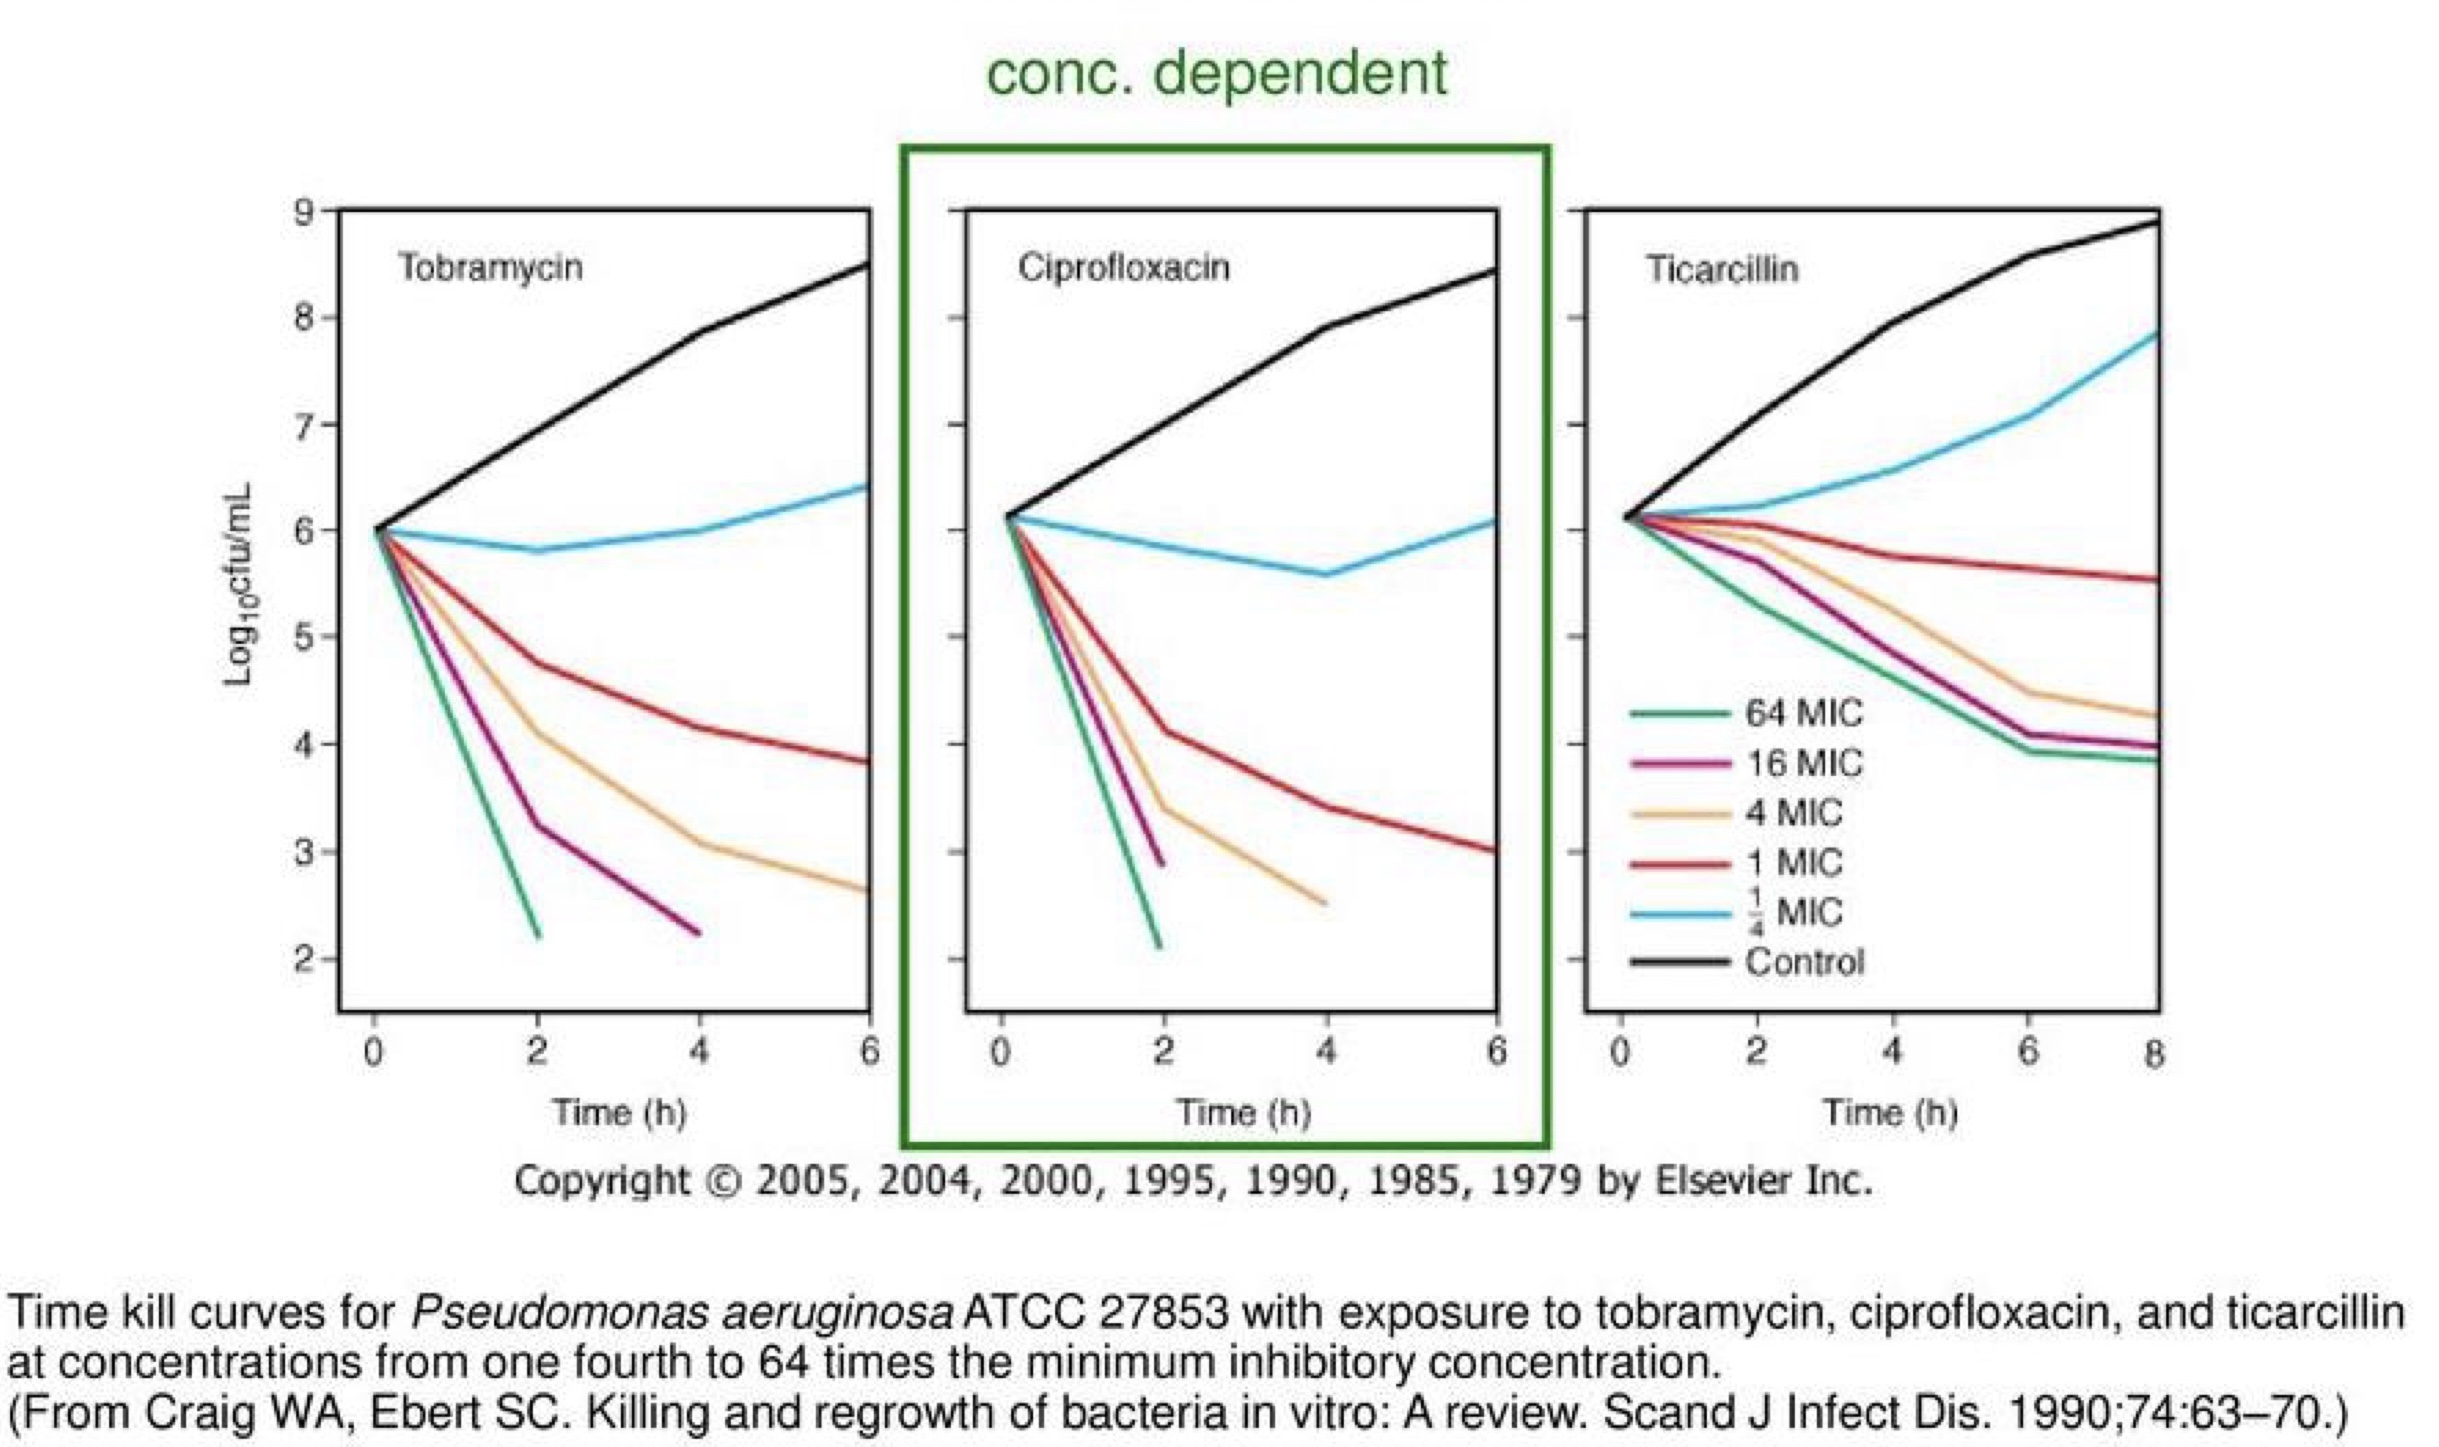 conc. dependent
Tobramycin
Ciprofloxacin
Ticarcillin
9
8
7
6
5
4
3
2
Log10cfu/mL
0 2 4 6
Time (h)
0 2 4 6
Time (h)
64 MIC
16 MIC
4 MIC
1 MIC
1/4 MIC
Control
0 2 4 6 8
Time (h)
Copyright © 2005, 2004, 2000, 1995, 1990, 1985, 1979 by Elsevier Inc.
Time kill curves for Pseudomonas aeruginosa ATCC 27853 with exposure to tobramycin, ciprofloxacin, and ticarcillin
at concentrations from one fourth to 64 times the minimum inhibitory concentration.
(From Craig WA, Ebert SC. Killing and regrowth of bacteria in vitro: A review. Scand J Infect Dis. 1990;74:63–70.)